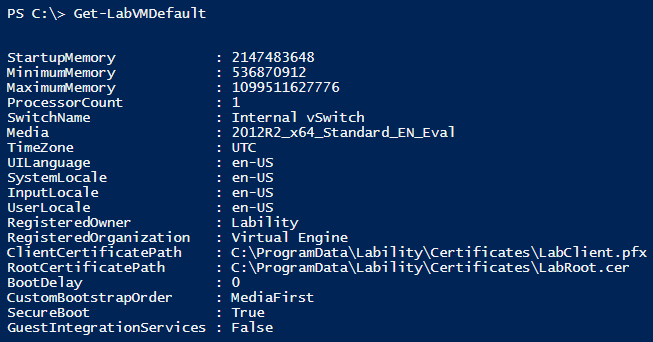 PS C:\> Get-LabVMDefault
StartupMemory : 2147483648
MinimumMemory : 536870912
MaximumMemory : 1099511627776
ProcessorCount : 1
SwitchName : Internal vSwitch
Media : 2012R2_x64_Standard_EN_Eval
TimeZone : UTC
UILanguage : en-US
SystemLocale : en-US
InputLocale : en-US
UserLocale : en-US
RegisteredOwner : Lability
RegisteredOrganization : Virtual Engine
ClientCertificatePath : C:\ProgramData\Lability\Certificates\LabClient.pfx
RootCertificatePath : C:\ProgramData\Lability\Certificates\LabRoot.cer
BootDelay : 0
CustomBootstrapOrder : MediaFirst
SecureBoot : True
GuestIntegrationServices : False